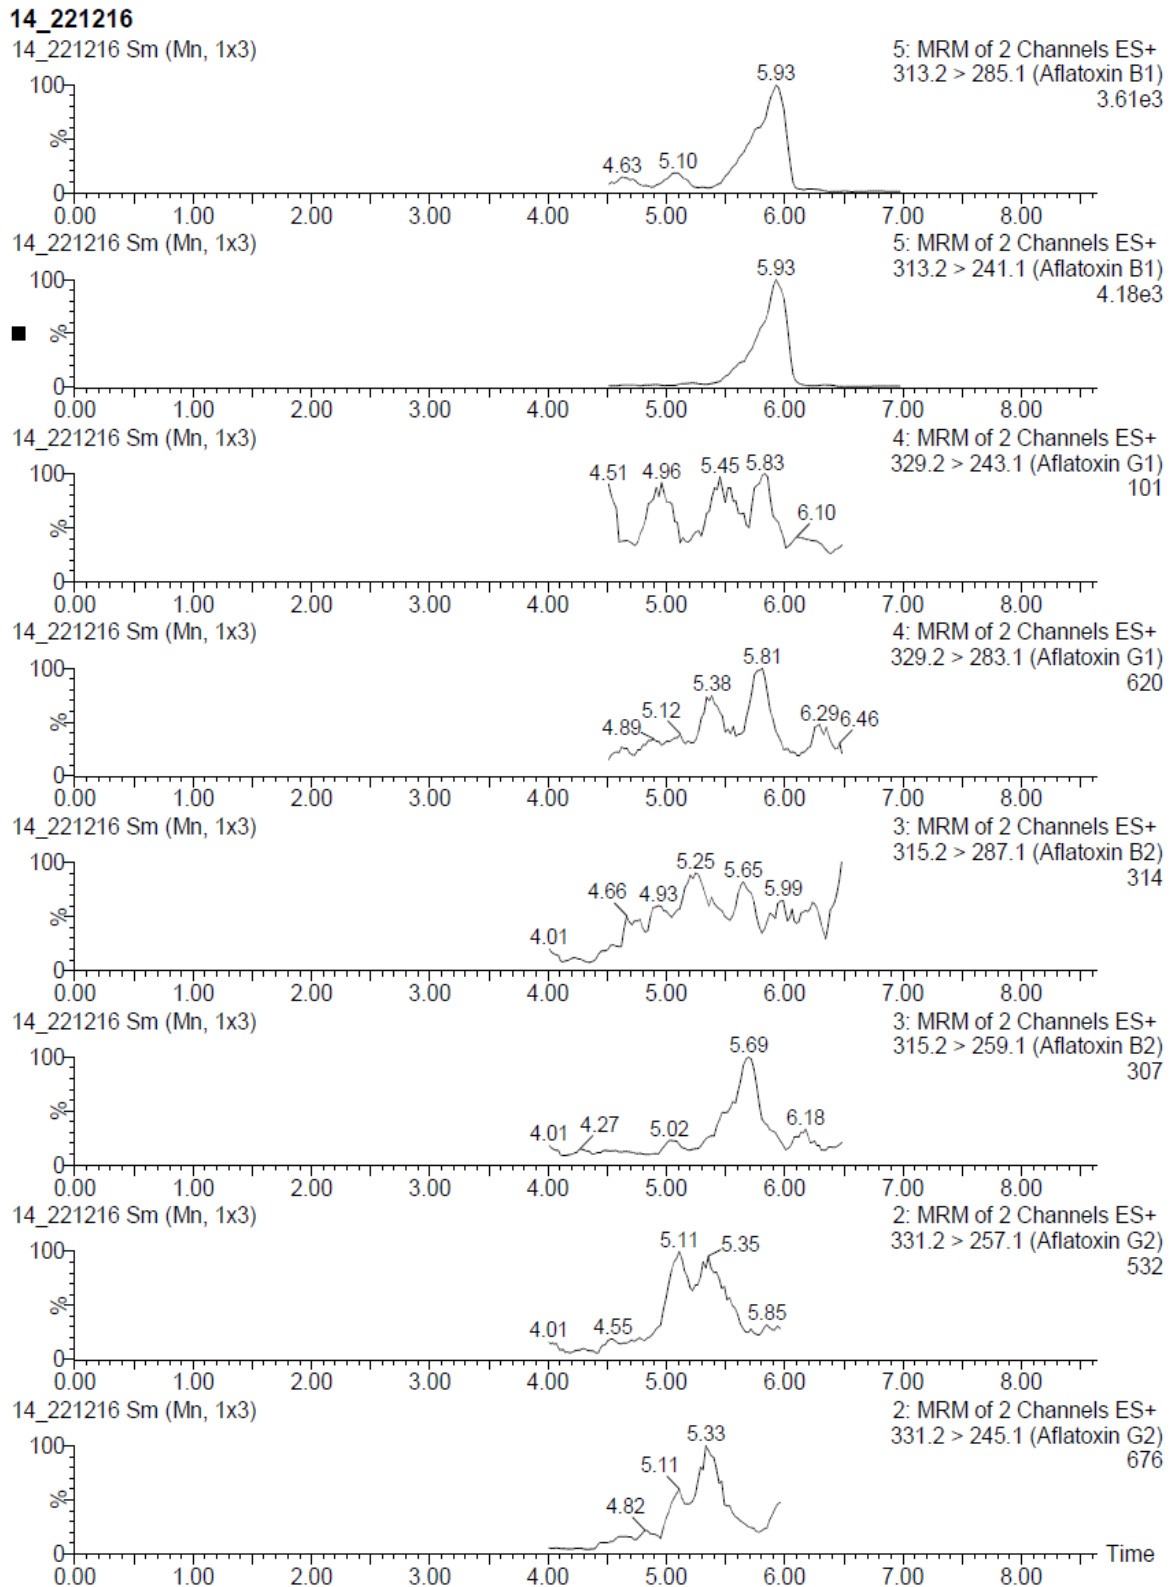 14_221216
14_221216 Sm (Mn, 1x3)
5: MRM of 2 Channels ES+
313.2 > 285.1 (Aflatoxin B1)
3.61e3
100
%
0
4.63
5.10
5.93
0.00 1.00 2.00 3.00 4.00 5.00 6.00 7.00 8.00
14_221216 Sm (Mn, 1x3)
5: MRM of 2 Channels ES+
313.2 > 241.1 (Aflatoxin B1)
4.18e3
100
%
0
5.93
0.00 1.00 2.00 3.00 4.00 5.00 6.00 7.00 8.00
14_221216 Sm (Mn, 1x3)
4: MRM of 2 Channels ES+
329.2 > 243.1 (Aflatoxin G1)
101
100
%
0
4.51
4.96
5.45
5.83
6.10
0.00 1.00 2.00 3.00 4.00 5.00 6.00 7.00 8.00
14_221216 Sm (Mn, 1x3)
4: MRM of 2 Channels ES+
329.2 > 283.1 (Aflatoxin G1)
620
100
%
0
4.89
5.12
5.38
5.81
6.29
6.46
0.00 1.00 2.00 3.00 4.00 5.00 6.00 7.00 8.00
14_221216 Sm (Mn, 1x3)
3: MRM of 2 Channels ES+
315.2 > 287.1 (Aflatoxin B2)
314
100
%
0
4.01
4.66
4.93
5.25
5.65
5.99
0.00 1.00 2.00 3.00 4.00 5.00 6.00 7.00 8.00
14_221216 Sm (Mn, 1x3)
3: MRM of 2 Channels ES+
315.2 > 259.1 (Aflatoxin B2)
307
100
%
0
4.01
4.27
5.02
5.69
6.18
0.00 1.00 2.00 3.00 4.00 5.00 6.00 7.00 8.00
14_221216 Sm (Mn, 1x3)
2: MRM of 2 Channels ES+
331.2 > 257.1 (Aflatoxin G2)
532
100
%
0
4.01
4.55
5.11
5.35
5.85
0.00 1.00 2.00 3.00 4.00 5.00 6.00 7.00 8.00
14_221216 Sm (Mn, 1x3)
2: MRM of 2 Channels ES+
331.2 > 245.1 (Aflatoxin G2)
676
100
%
0
4.82
5.11
5.33
Time
0.00 1.00 2.00 3.00 4.00 5.00 6.00 7.00 8.00